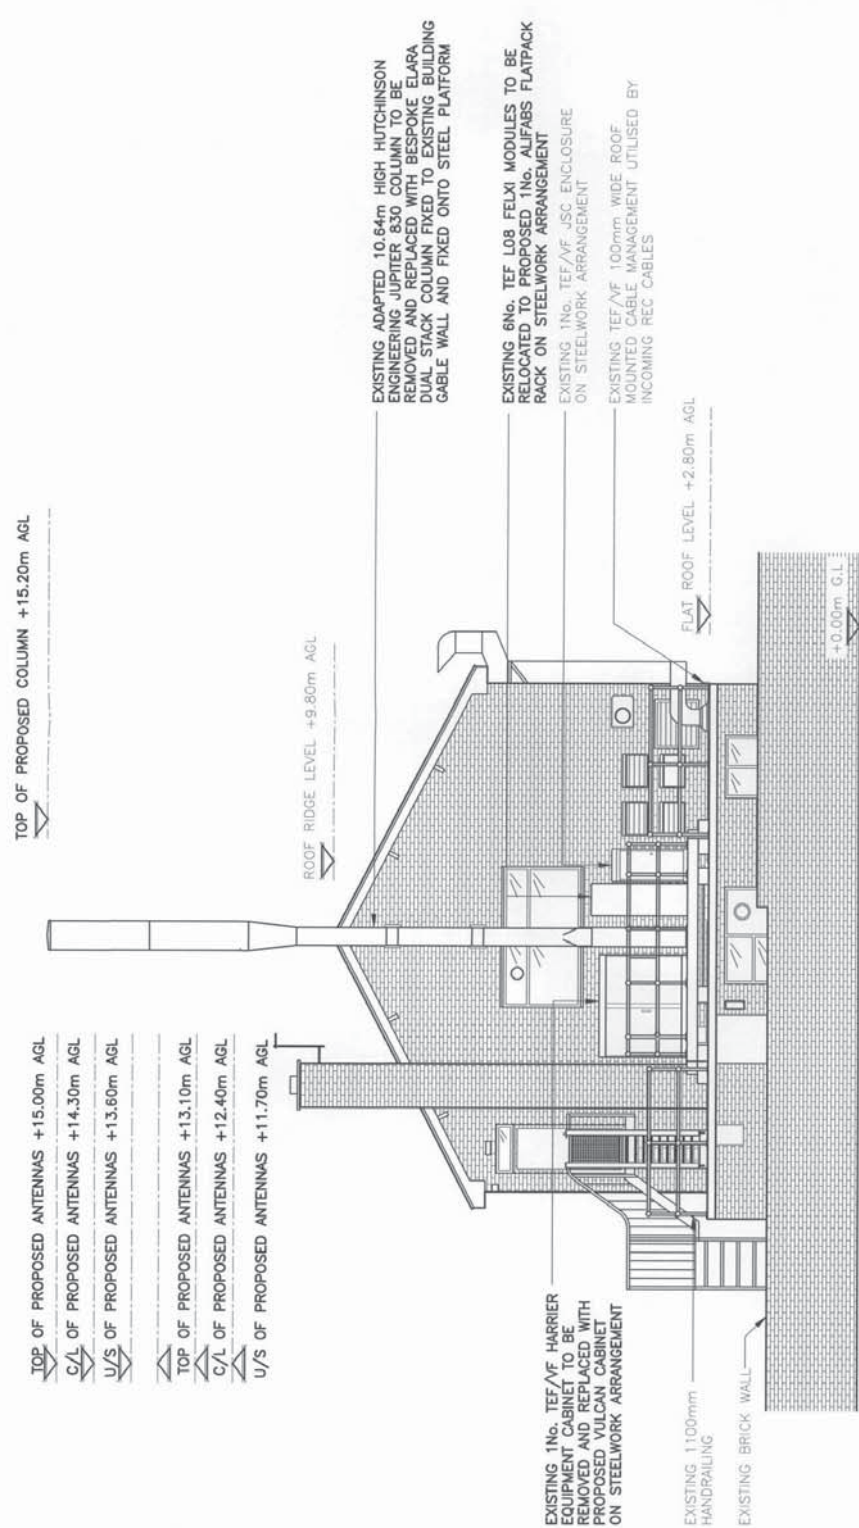 TOP OF PROPOSED COLUMN +15.20m AGL
TOP OF PROPOSED ANTENNAS +15.00m AGL
C/L OF PROPOSED ANTENNAS +14.30m AGL
U/S OF PROPOSED ANTENNAS +13.60m AGL
TOP OF PROPOSED ANTENNAS +13.10m AGL
C/L OF PROPOSED ANTENNAS +12.40m AGL
U/S OF PROPOSED ANTENNAS +11.70m AGL
ROOF RIDGE LEVEL +9.80m AGL
EXISTING ADAPTED 10.64m HIGH HUTCHINSON
ENGINEERING JUPITER 830 COLUMN TO BE
REMOVED AND REPLACED WITH BESPOKE ELARA
DUAL STACK COLUMN FIXED TO EXISTING BUILDING
GABLE WALL AND FIXED ONTO STEEL PLATFORM
EXISTING 6No. TEF L08 FELXI MODULES TO BE
RELOCATED TO PROPOSED 1No. ALIFABS FLATPACK
RACK ON STEELWORK ARRANGEMENT
EXISTING 1No. TEF/VF JSC ENCLOSURE
ON STEELWORK ARRANGEMENT
EXISTING TEF/VF 100mm WIDE ROOF
MOUNTED CABLE MANAGEMENT UTILISED BY
INCOMING REC CABLES
FLAT ROOF LEVEL +2.80m AGL
+0.00m G.L
EXISTING 1No. TEF/VF HARRIER
EQUIPMENT CABINET TO BE
REMOVED AND REPLACED WITH
PROPOSED VULCAN CABINET
ON STEELWORK ARRANGEMENT
EXISTING 1100mm
HANDRAILING
EXISTING BRICK WALL